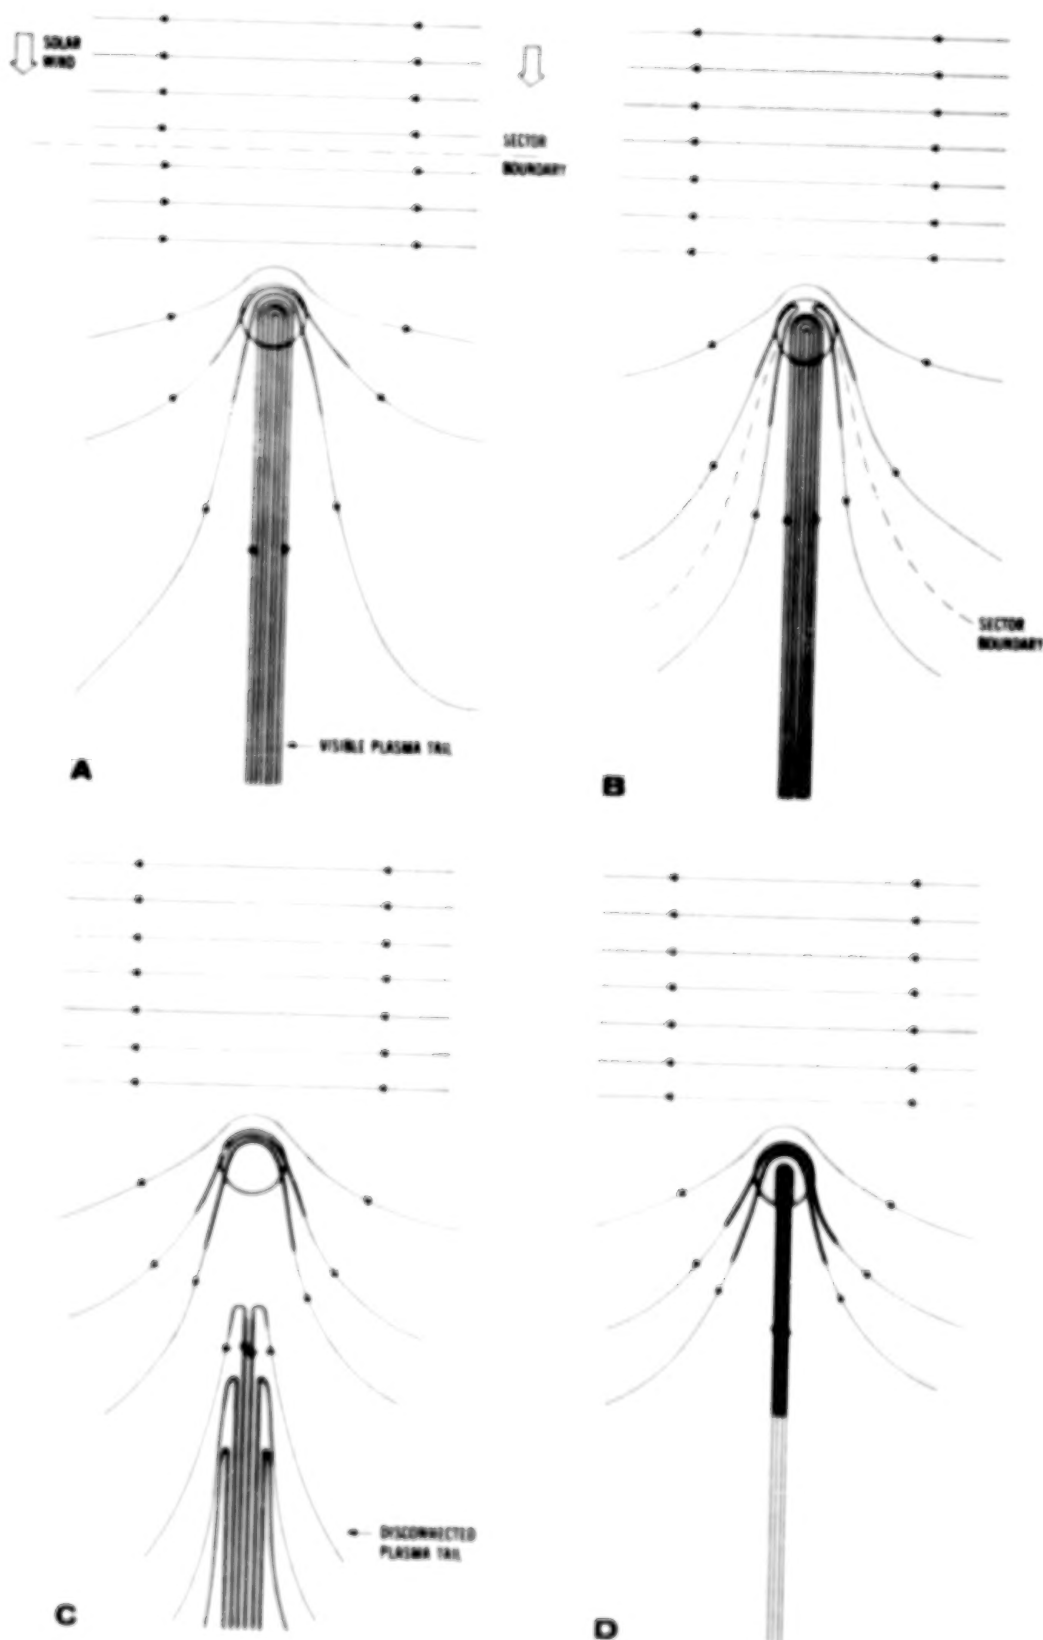 SOLAR
WIND
SECTOR
BOUNDARY
VISIBLE PLASMA TAIL
A
SECTOR
BOUNDARY
B
DISCONNECTED
PLASMA TAIL
C
D